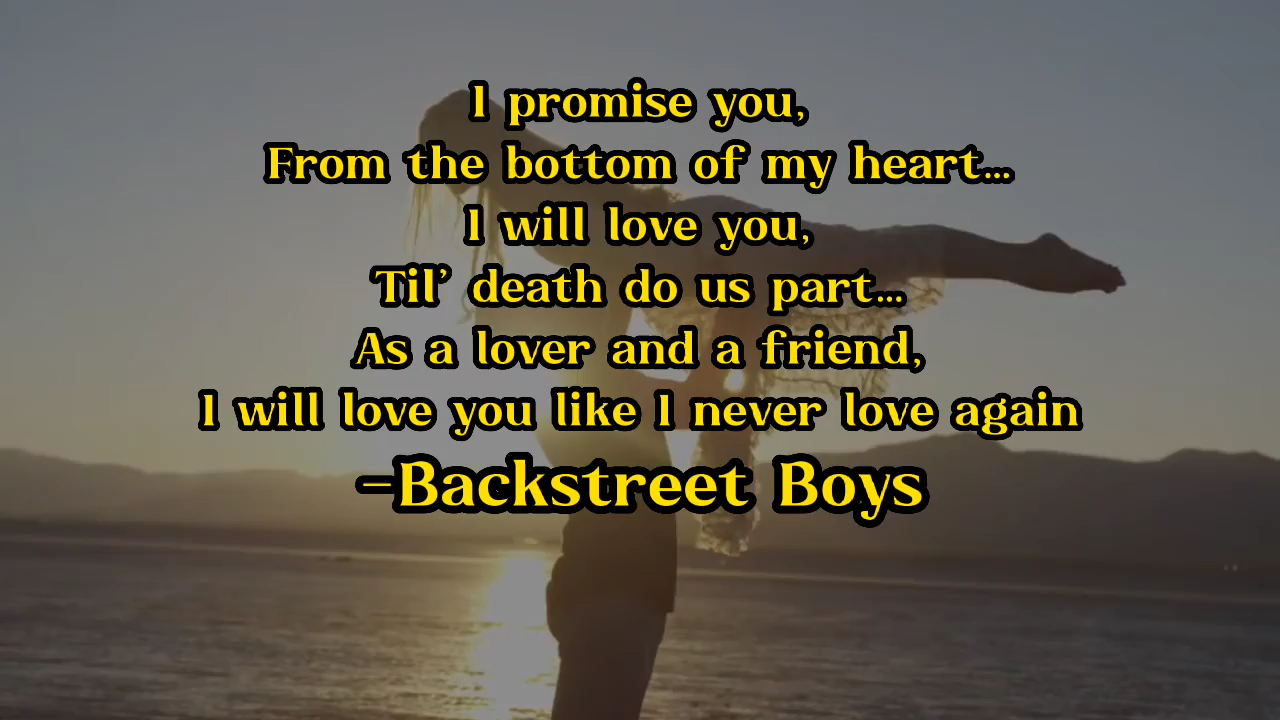 I promise you,
From the bottom of my heart...
I will love you,
Til' death do us part...
As a lover and a friend,
I will love you like I never love again
-Backstreet Boys